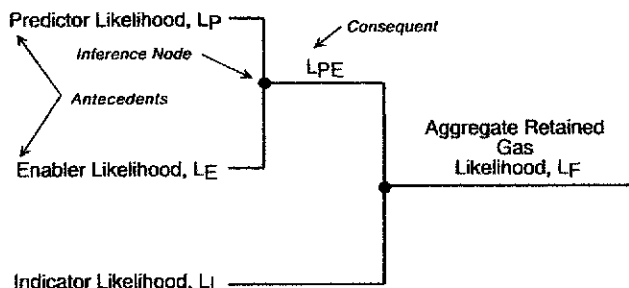 Predictor Likelihood, LP
Consequent
Inference Node
LPE
Antecedents
Aggregate Retained
Gas
Likelihood, LF
Enabler Likelihood, LE
Indicator Likelihood, LI